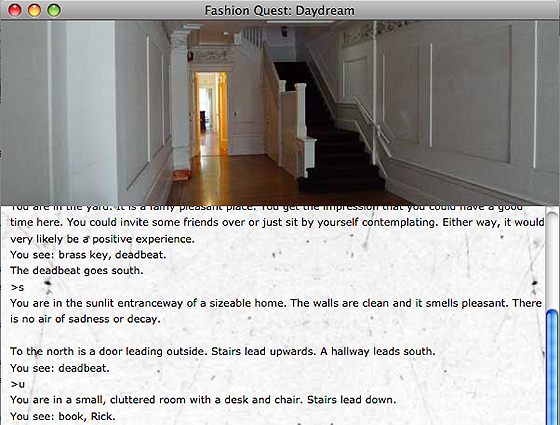 Fashion Quest: Daydream
You are in the yard. It is a fairly pleasant place. You get the impression that you could have a good
time here. You could invite some friends over or just sit by yourself contemplating. Either way, it would
very likely be a positive experience.
You see: brass key, deadbeat.
The deadbeat goes south.
>s
You are in the sunlit entranceway of a sizeable home. The walls are clean and it smells pleasant. There
is no air of sadness or decay.
To the north is a door leading outside. Stairs lead upwards. A hallway leads south.
You see: deadbeat.
>u
You are in a small, cluttered room with a desk and chair. Stairs lead down.
You see: book, Rick.